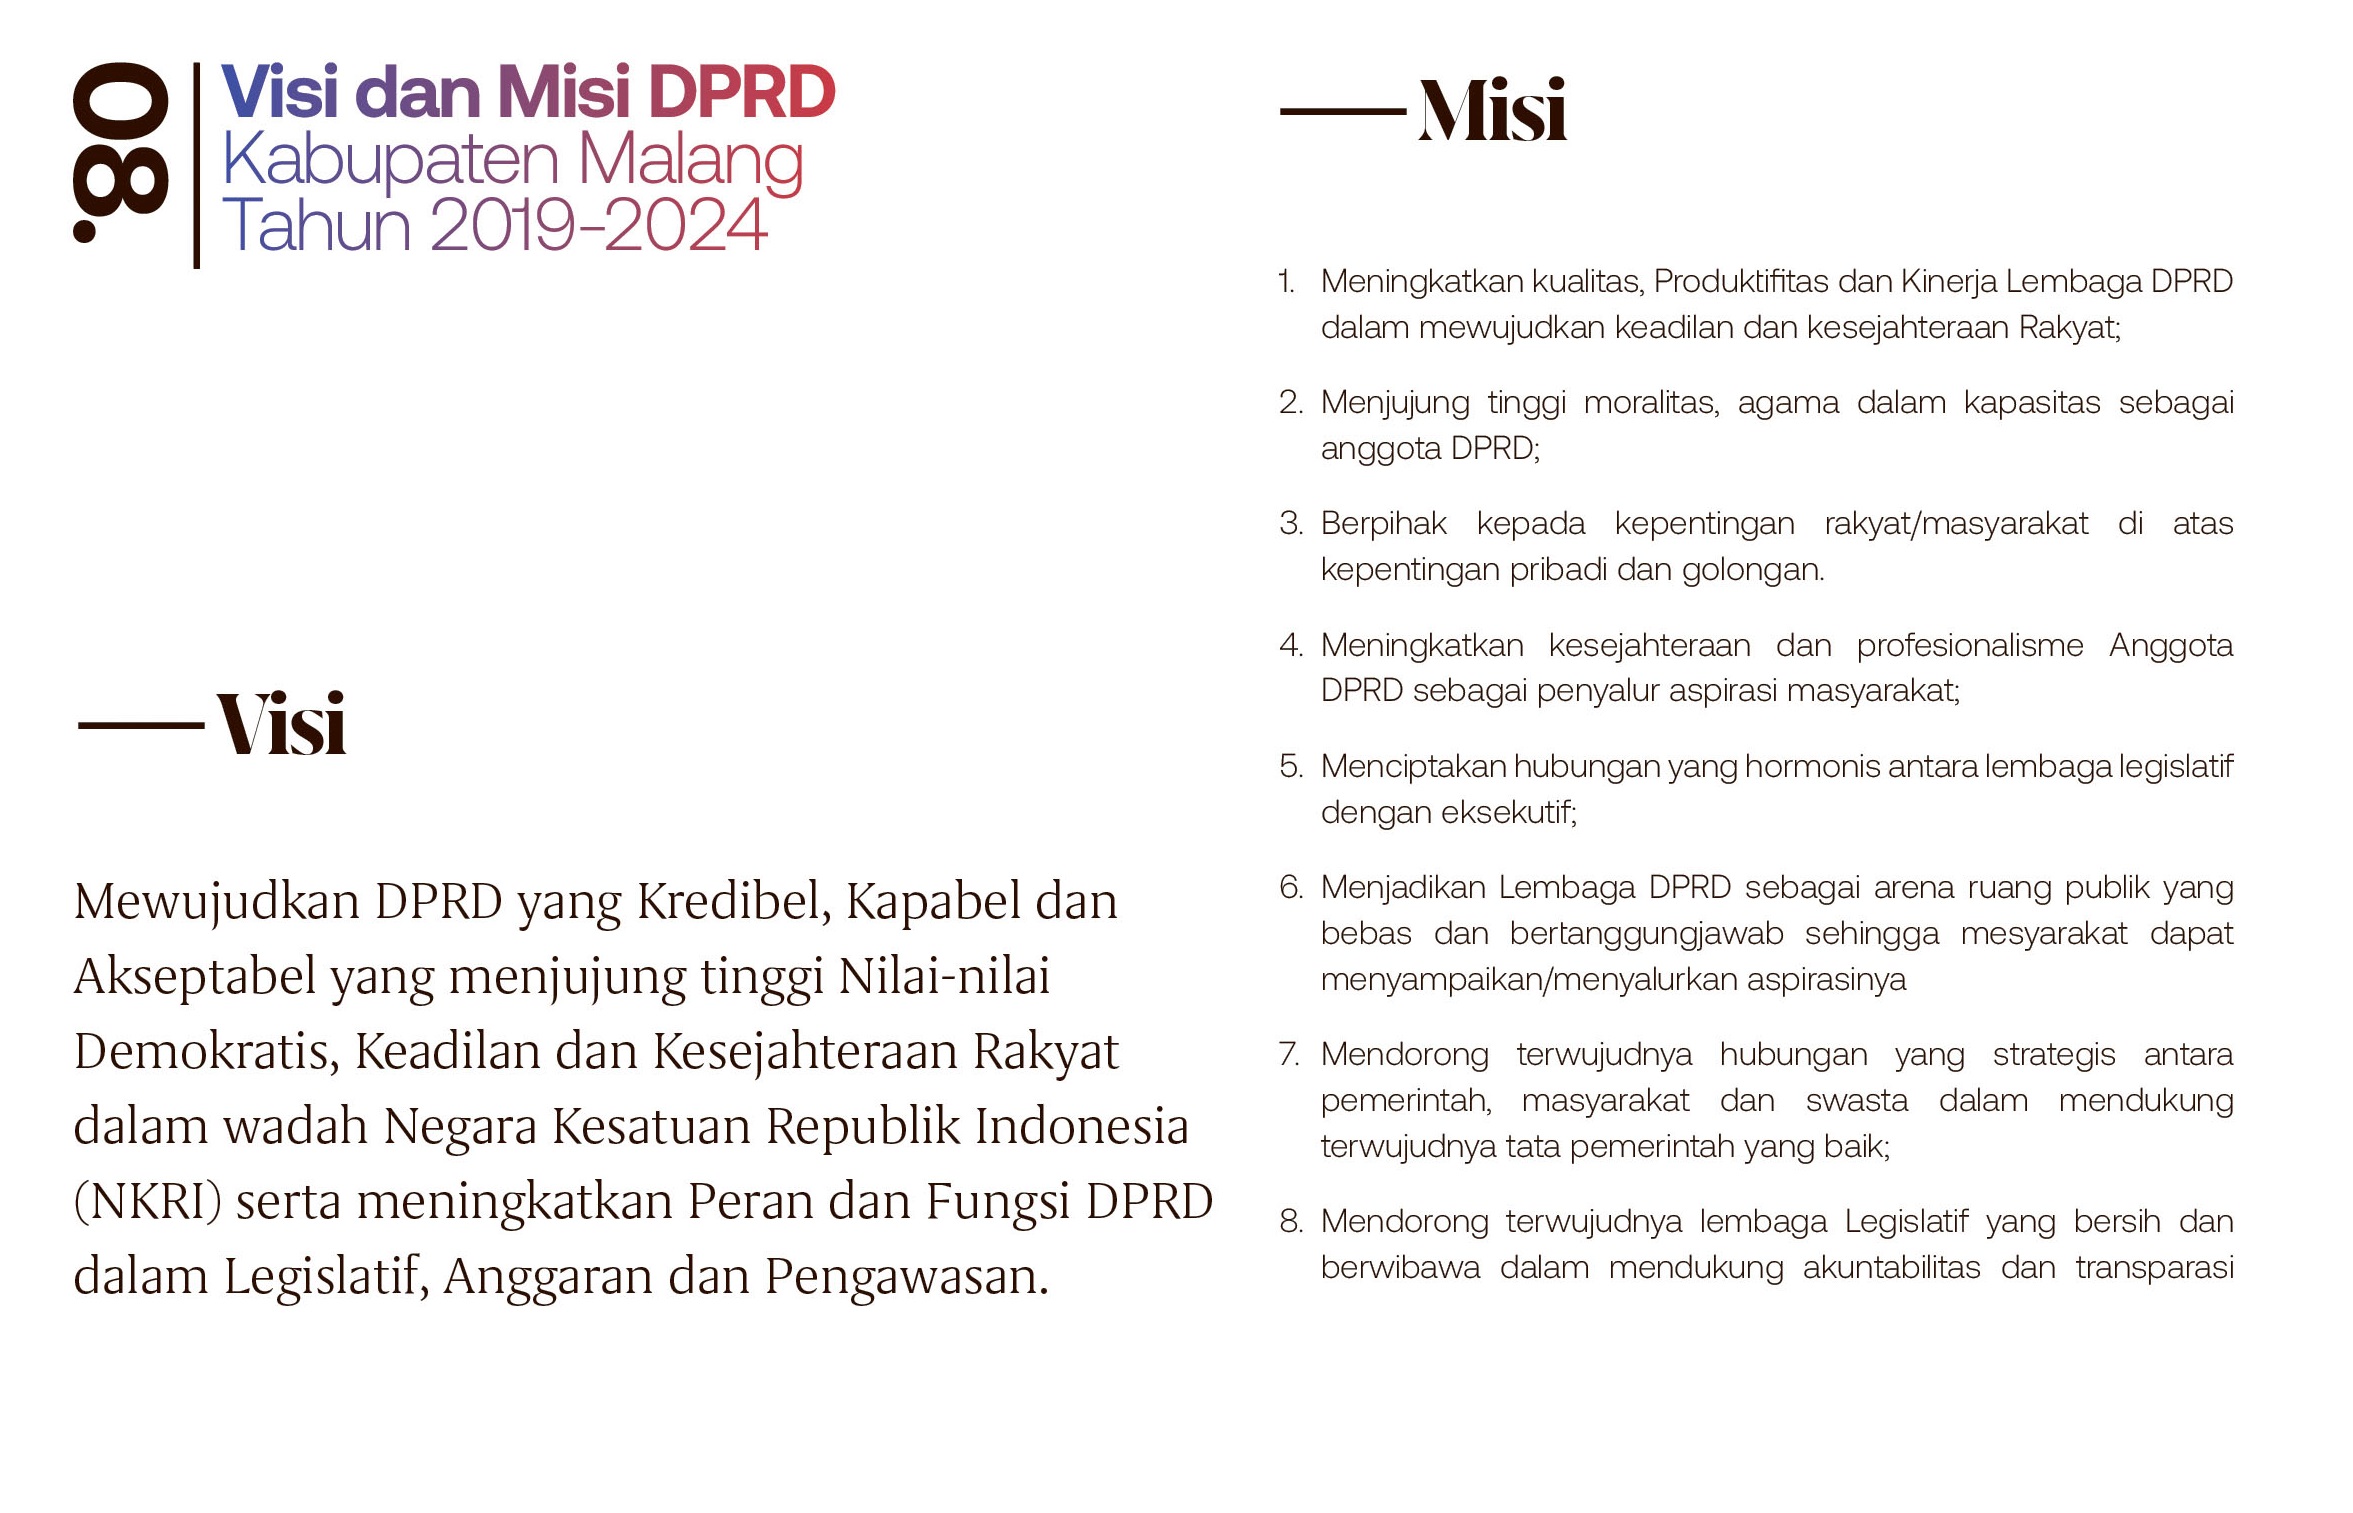 08.
Visi dan Misi DPRD
Kabupaten Malang
Tahun 2019-2024
Visi
Mewujudkan DPRD yang Kredibel, Kapabel dan
Akseptabel yang menjujung tinggi Nilai-nilai
Demokratis, Keadilan dan Kesejahteraan Rakyat
dalam wadah Negara Kesatuan Republik Indonesia
(NKRI) serta meningkatkan Peran dan Fungsi DPRD
dalam Legislatif, Anggaran dan Pengawasan.
Misi
1. Meningkatkan kualitas, Produktifitas dan Kinerja Lembaga DPRD
dalam mewujudkan keadilan dan kesejahteraan Rakyat;
2. Menjujung tinggi moralitas, agama dalam kapasitas sebagai
anggota DPRD;
3. Berpihak kepada kepentingan rakyat/masyarakat di atas
kepentingan pribadi dan golongan.
4. Meningkatkan kesejahteraan dan profesionalisme Anggota
DPRD sebagai penyalur aspirasi masyarakat;
5. Menciptakan hubungan yang hormonis antara lembaga legislatif
dengan eksekutif;
6. Menjadikan Lembaga DPRD sebagai arena ruang publik yang
bebas dan bertanggungjawab sehingga mesyarakat dapat
menyampaikan/menyalurkan aspirasinya
7. Mendorong terwujudnya hubungan yang strategis antara
pemerintah, masyarakat dan swasta dalam mendukung
terwujudnya tata pemerintah yang baik;
8. Mendorong terwujudnya lembaga Legislatif yang bersih dan
berwibawa dalam mendukung akuntabilitas dan transparasi